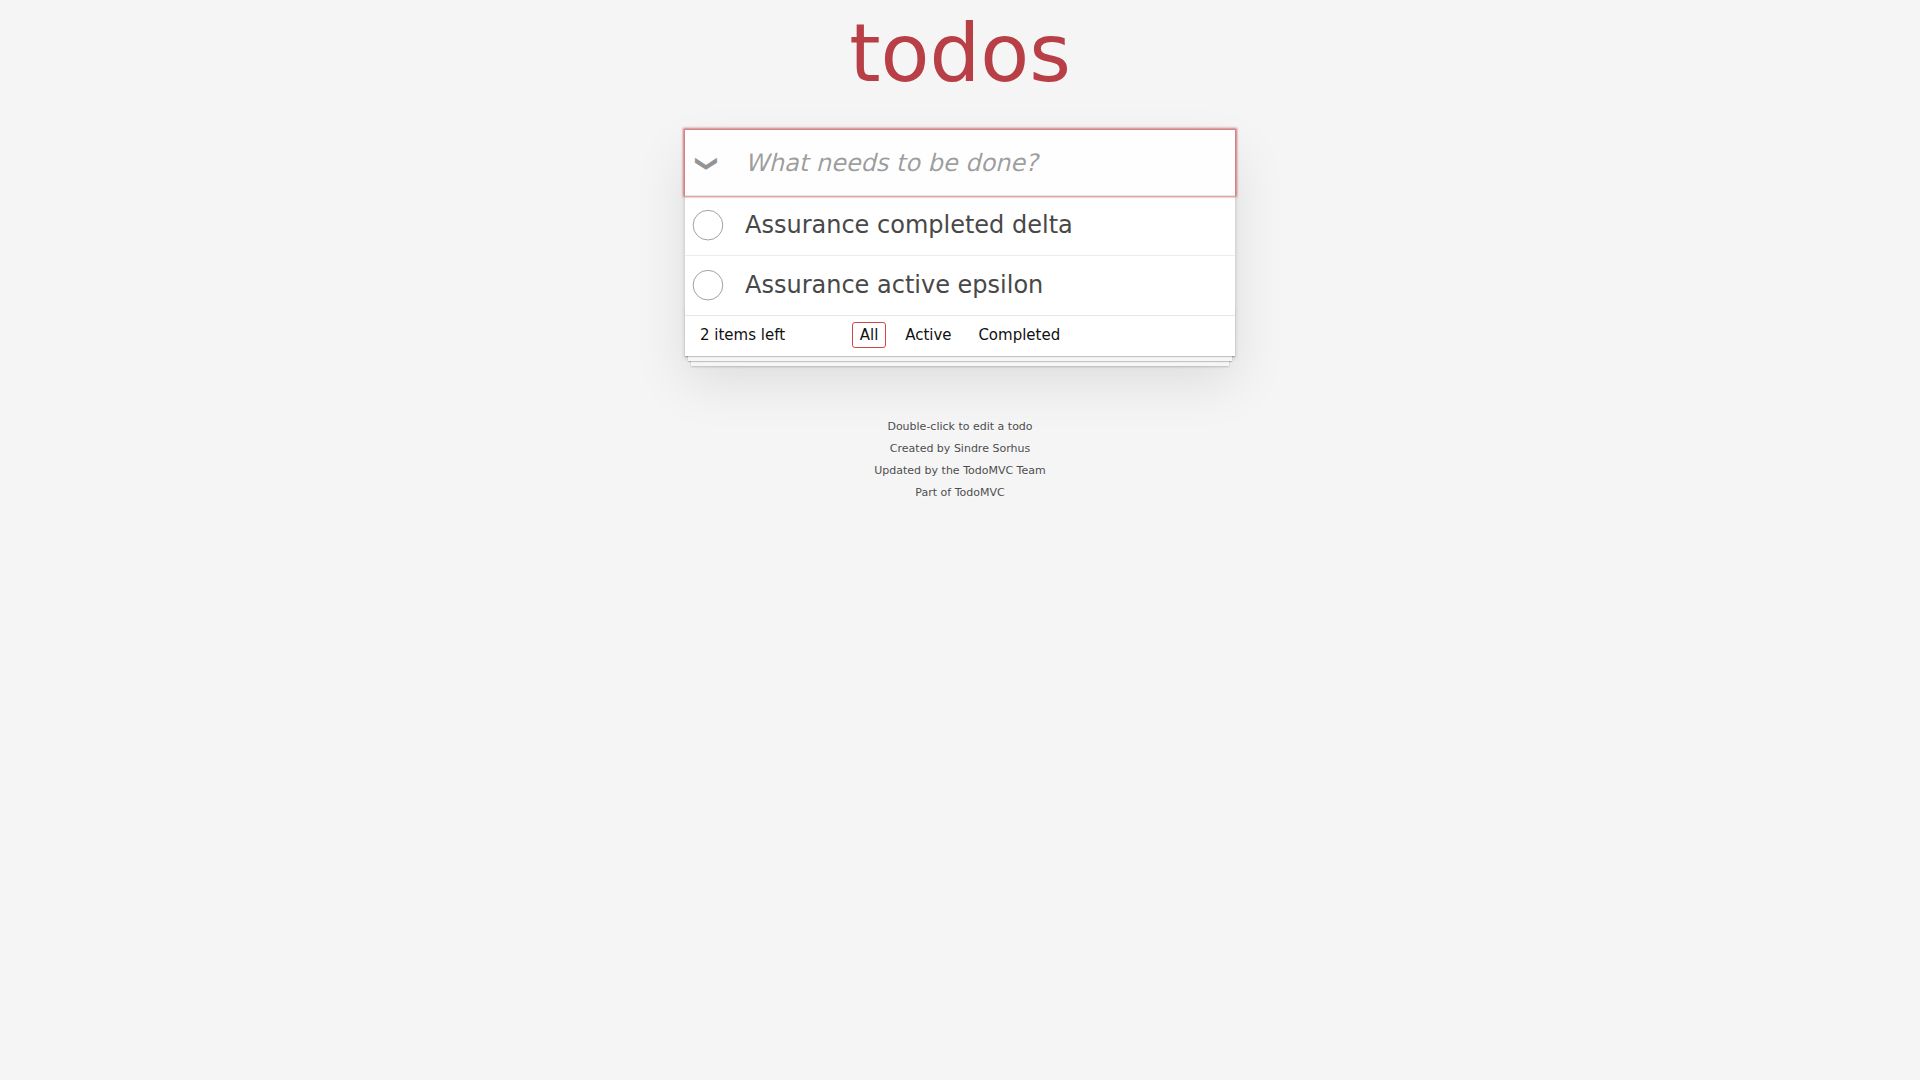 todos
What needs to be done?
Assurance completed delta
Assurance active epsilon
2 items left All Active Completed
Double-click to edit a todo
Created by Sindre Sorhus
Updated by the TodoMVC Team
Part of TodoMVC